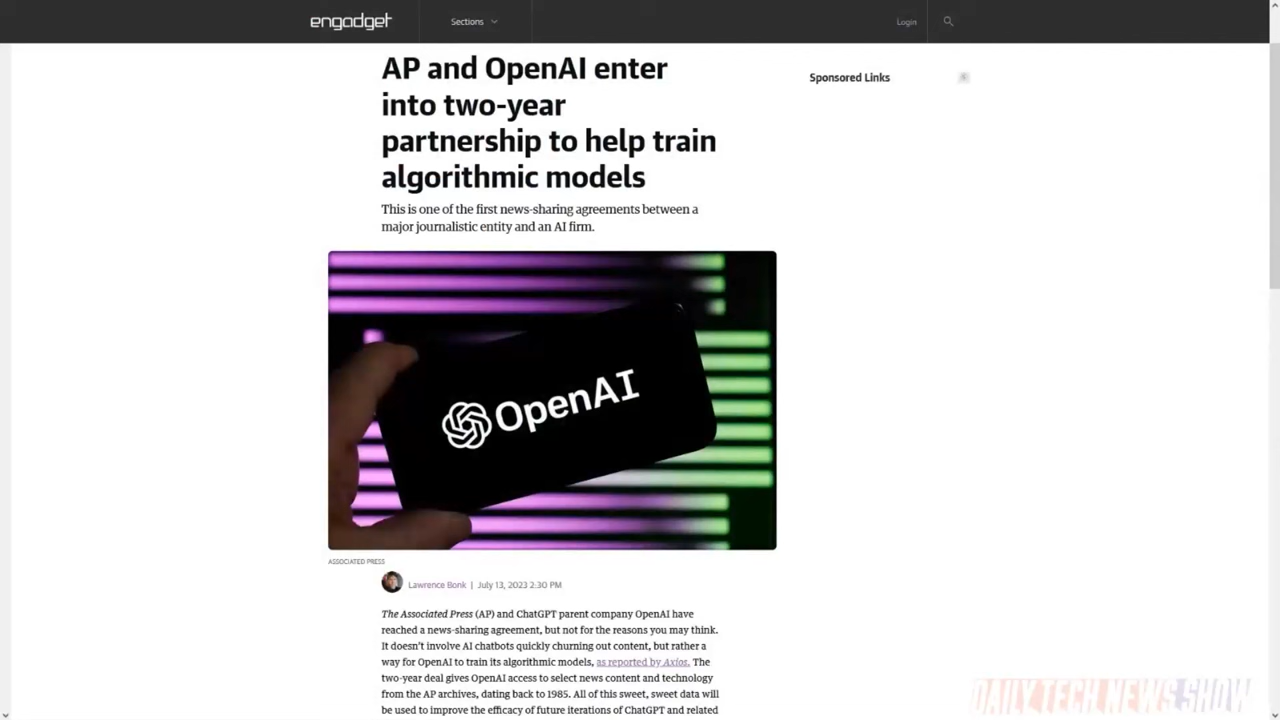 engadget
Sections
Login
AP and OpenAI enter
into two-year
partnership to help train
algorithmic models
Sponsored Links
This is one of the first news-sharing agreements between a
major journalistic entity and an AI firm.
OpenAI
ASSOCIATED PRESS
Lawrence Bonk | July 13, 2023 2:30 PM
The Associated Press (AP) and ChatGPT parent company OpenAI have
reached a news-sharing agreement, but not for the reasons you may think.
It doesn't involve AI chatbots quickly churning out content, but rather a
way for OpenAI to train its algorithmic models, as reported by Axios. The
two-year deal gives OpenAI access to select news content and technology
from the AP archives, dating back to 1985. All of this sweet, sweet data will
be used to improve the efficacy of future iterations of ChatGPT and related
DAILY TECH NEWS SHOW